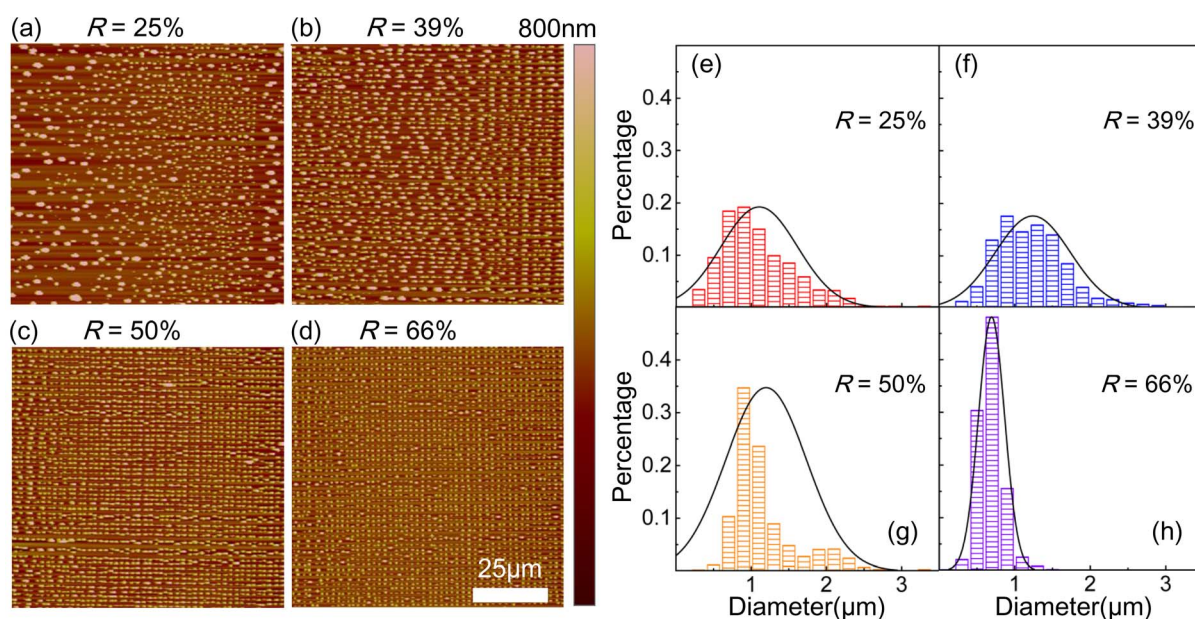 (a) R = 25%
(b) R = 39%
800nm
(c) R = 50%
(d) R = 66%
25μm
(e)
R = 25%
(f)
R = 39%
0.4
0.3
0.2
0.1
Percentage
R = 50%
(g)
R = 66%
(h)
0.4
0.3
0.2
0.1
Percentage
1 2 3
Diameter(μm)
1 2 3
Diameter(μm)